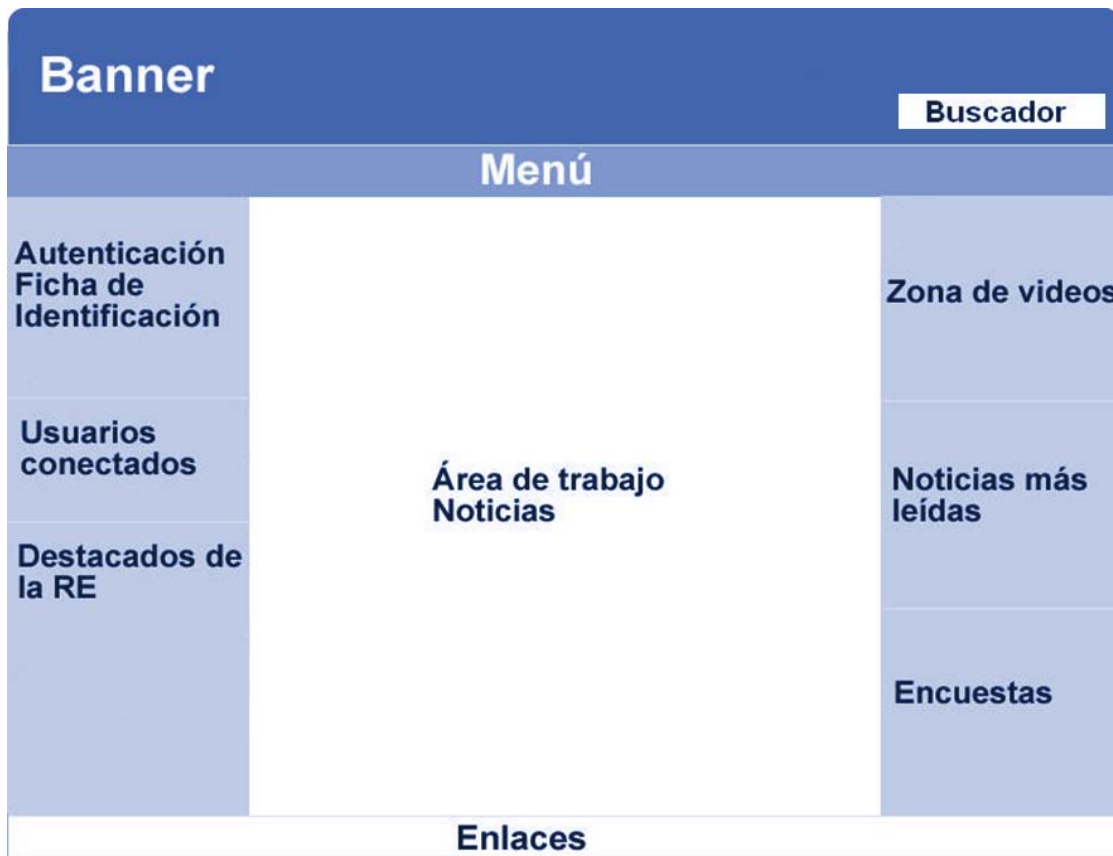 Banner
Buscador
Menú
Autenticación
Ficha de
Identificación
Usuarios
conectados
Destacados de
la RE
Área de trabajo
Noticias
Zona de videos
Noticias más
leídas
Encuestas
Enlaces